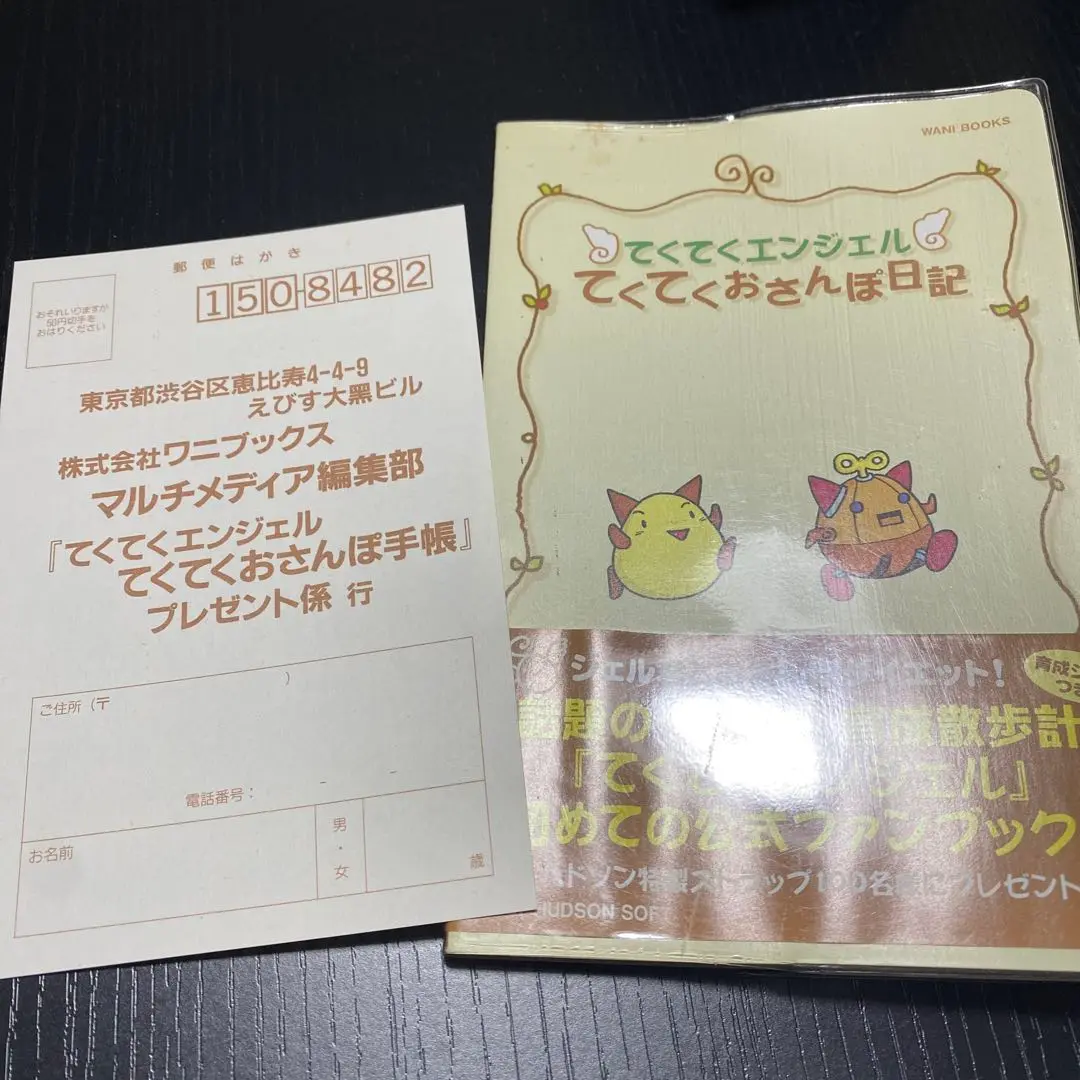 郵便はがき
150-8482
おそれいりますが
50円切手を
おはりください
東京都渋谷区恵比寿4-4-9
えびす大黑ビル
株式会社ワニブックス
マルチメディア編集部
『てくてくエンジェル
てくてくおさんぽ手帳』
プレゼント係 行
ご住所(〒 )
電話番号: - -
お名前
男・女
歳
WANI BOOKS
てくてくエンジェル
てくてくおさんぽ日記
ジェル
エット!
育成シ
つき
題の
散歩計
『てく ジェル』
めての公式ファンブック
ドソン特製ストラップ100名様にプレゼント
HUDSON SOFT